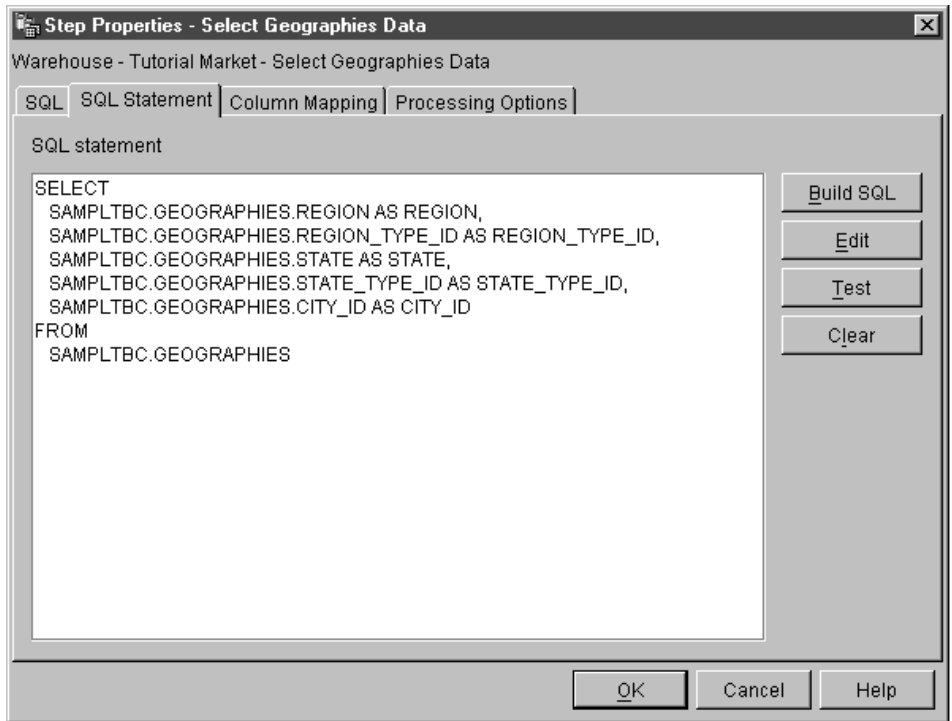 Step Properties - Select Geographies Data
Warehouse - Tutorial Market - Select Geographies Data
SQL SQL Statement Column Mapping Processing Options
SQL statement
SELECT
SAMPLTBC.GEOGRAPHIES.REGION AS REGION,
SAMPLTBC.GEOGRAPHIES.REGION_TYPE_ID AS REGION_TYPE_ID,
SAMPLTBC.GEOGRAPHIES.STATE AS STATE,
SAMPLTBC.GEOGRAPHIES.STATE_TYPE_ID AS STATE_TYPE_ID,
SAMPLTBC.GEOGRAPHIES.CITY_ID AS CITY_ID
FROM
SAMPLTBC.GEOGRAPHIES
Build SQL
Edit
Test
Clear
OK Cancel Help